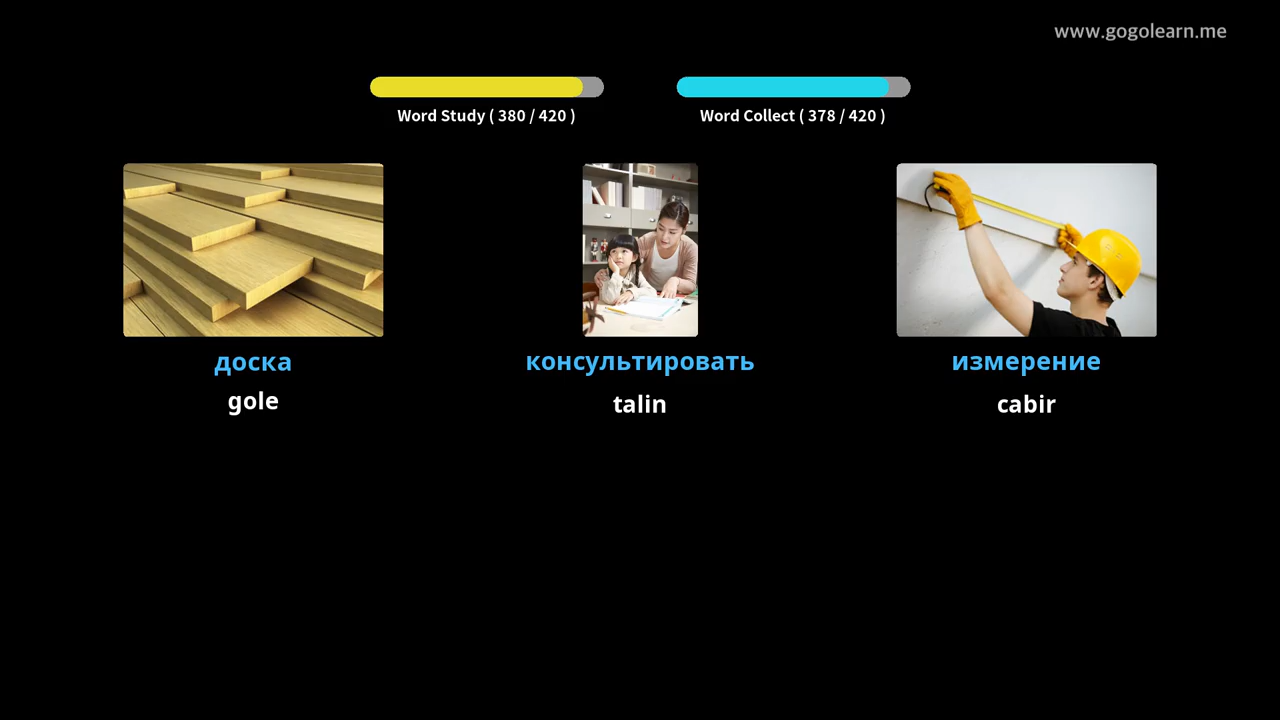 www.gogolearn.me
Word Study ( 380 / 420 )
Word Collect ( 378 / 420 )
доска
консультировать
измерение
gole
talin
cabir